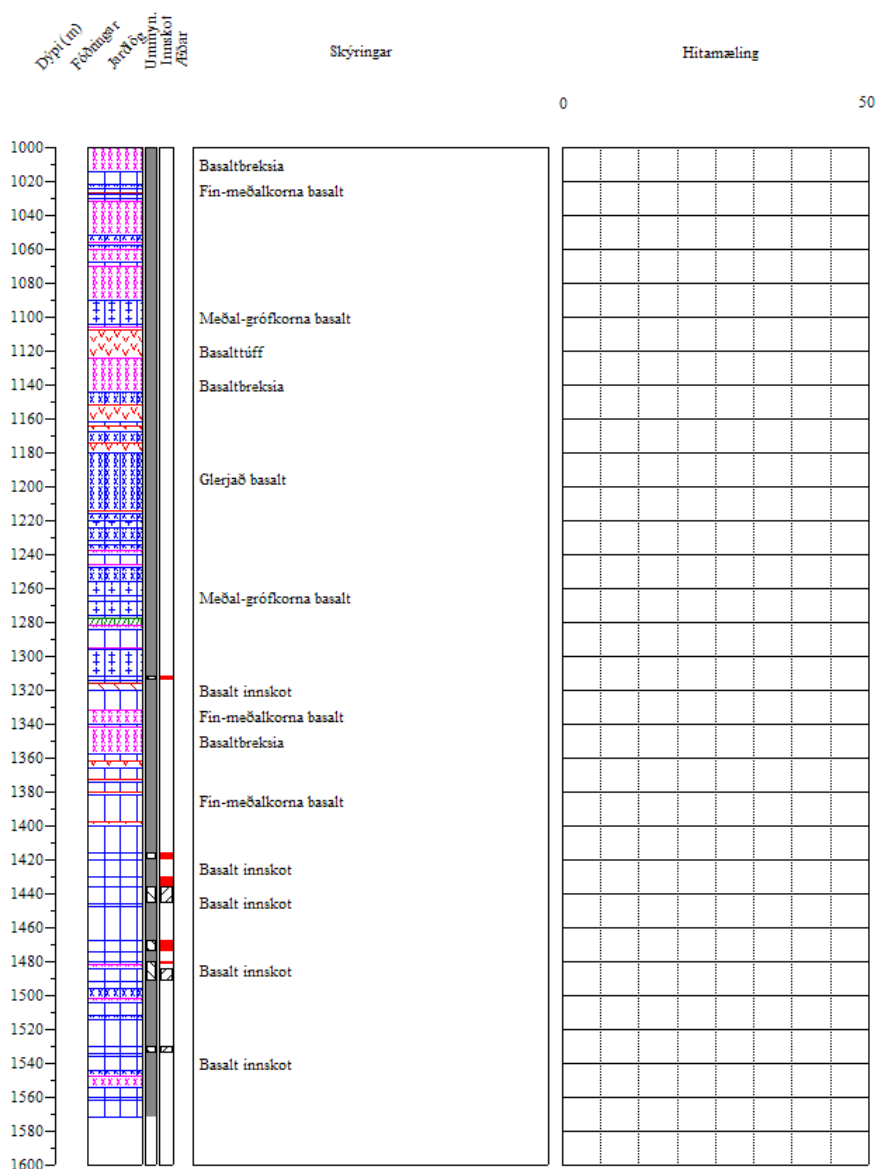 Dýpi (m)
Fóðringar
Jarðlög
Ummyn.
Innskot
Æðar
Skýringar
Hitamæling
0
50
1000
Basaltbreksia
1020
Fin-meðalkorna basalt
1040
1060
1080
1100
Meðal-grófkorna basalt
1120
Basalttúff
1140
Basaltbreksia
1160
1180
Glerjað basalt
1200
1220
1240
1260
Meðal-grófkorna basalt
1280
1300
1320
Basalt innskot
1340
Fin-meðalkorna basalt
Basaltbreksia
1360
1380
Fin-meðalkorna basalt
1400
1420
Basalt innskot
1440
Basalt innskot
1460
1480
Basalt innskot
1500
1520
1540
Basalt innskot
1560
1580
1600